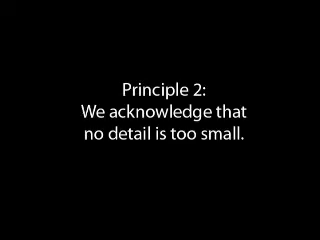 Principle 2:
We acknowledge that
no detail is too small.